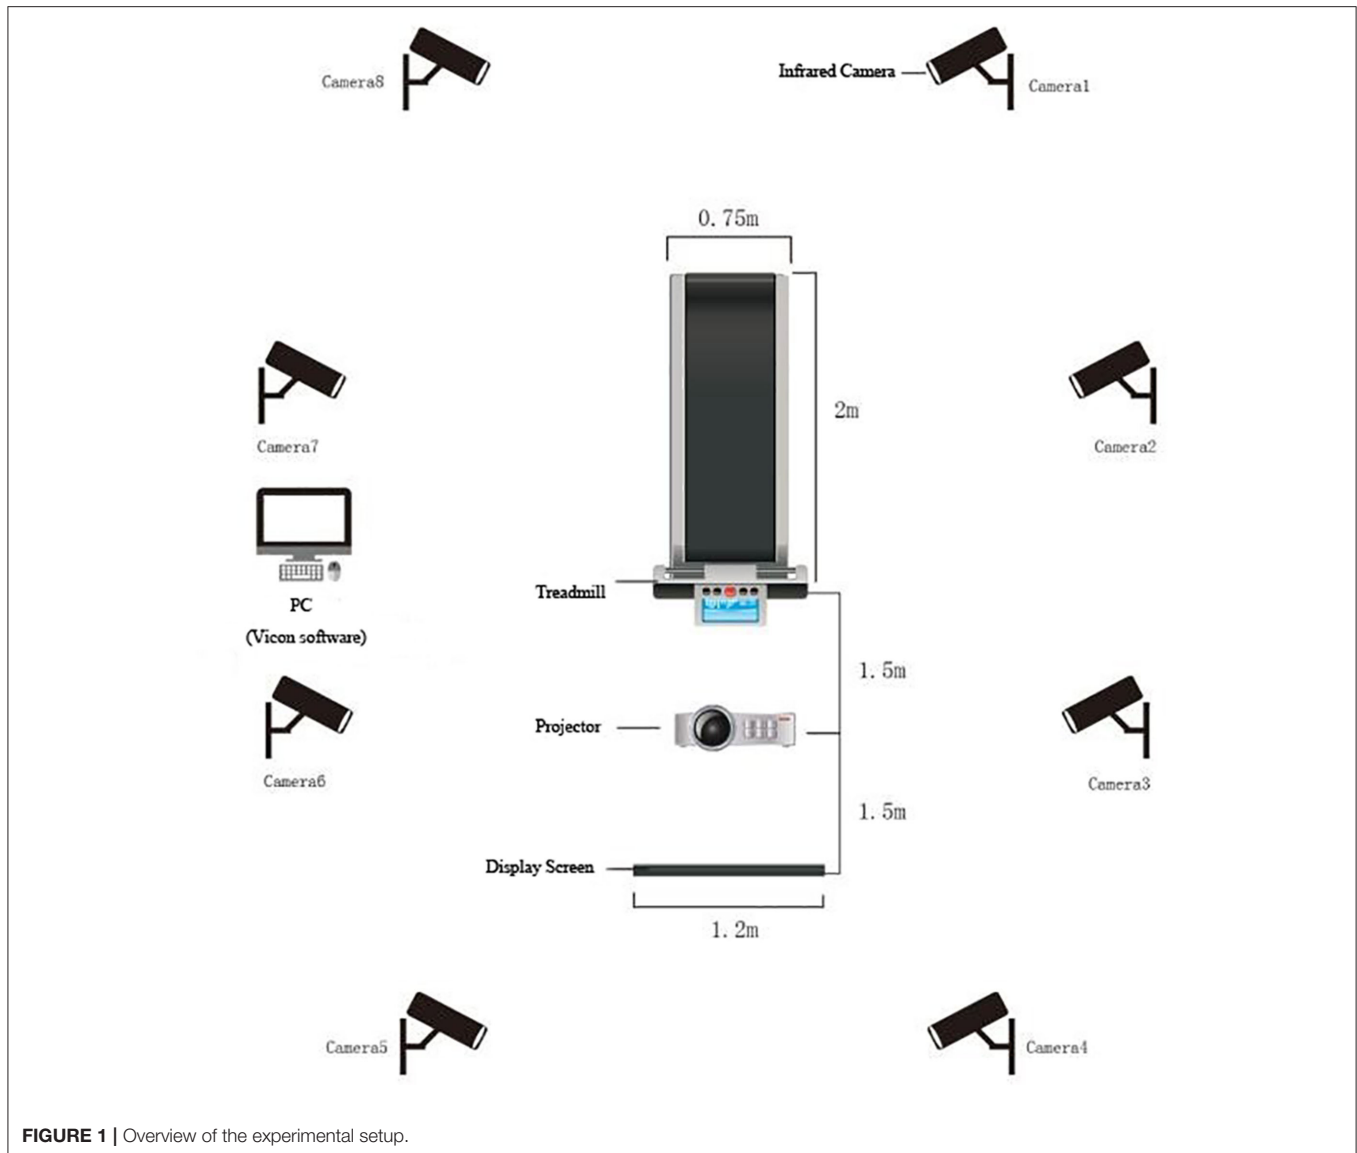 Camera8
Infrared Camera
Camera1
0.75m
2m
Camera7
Camera2
Treadmill
PC
(Vicon software)
1.5m
Projector
Camera6
Camera3
1.5m
Display Screen
1.2m
Camera5
Camera4
FIGURE 1 | Overview of the experimental setup.